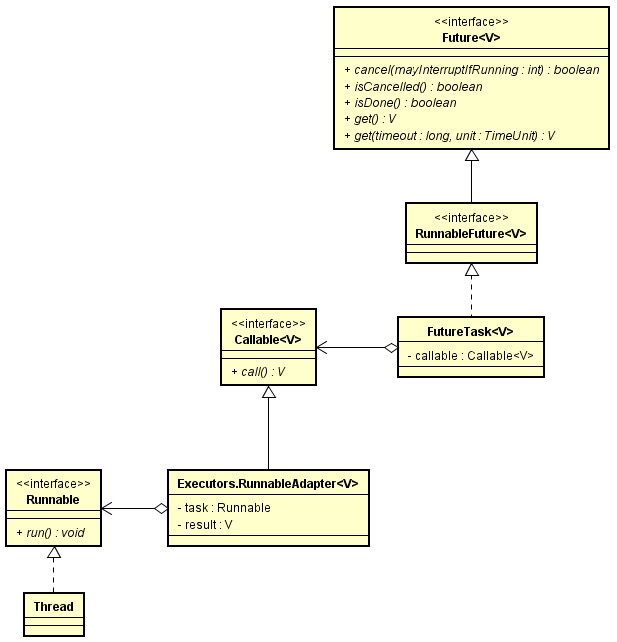 <<interface>>
Future<V>
+ cancel(mayInterruptIfRunning : int) : boolean
+ isCancelled() : boolean
+ isDone() : boolean
+ get() : V
+ get(timeout : long, unit : TimeUnit) : V
<<interface>>
RunnableFuture<V>
<<interface>>
Callable<V>
+ call() : V
FutureTask<V>
- callable : Callable<V>
<<interface>>
Runnable
+ run() : void
Executors.RunnableAdapter<V>
- task : Runnable
- result : V
Thread